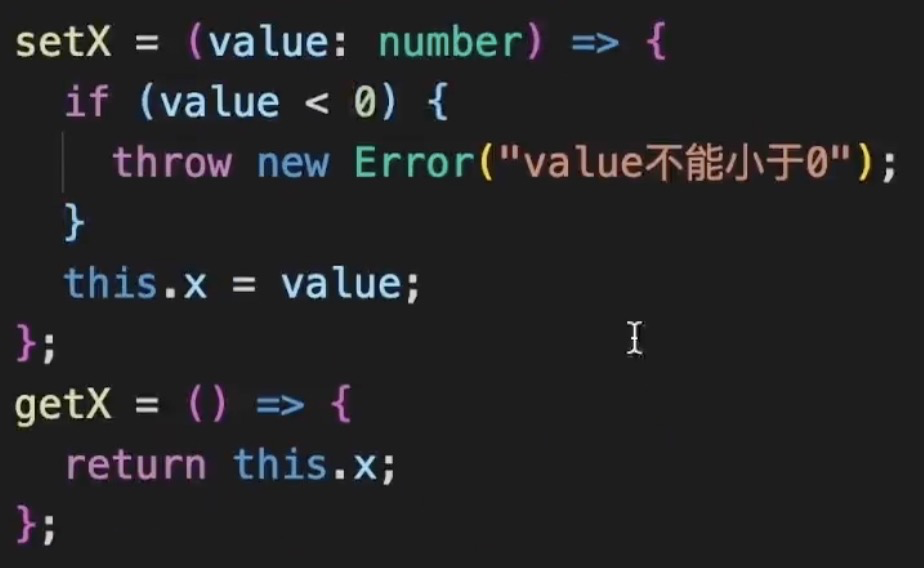 setX = (value: number) => {
  if (value < 0) {
    throw new Error("value不能小于0");
  }
  this.x = value;
};
getX = () => {
  return this.x;
};